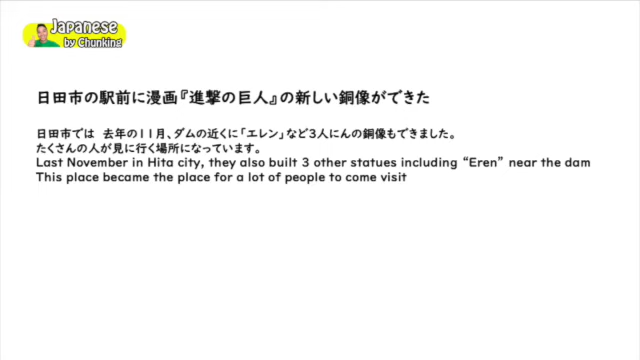 Japanese
by Chunking
日田市の駅前に漫画『進撃の巨人』の新しい銅像ができた
日田市では 去年の11月、ダムの近くに「エレン」など3人にんの銅像もできました。
たくさんの人が見に行く場所になっています。
Last November in Hita city, they also built 3 other statues including “Eren” near the dam
This place became the place for a lot of people to come visit